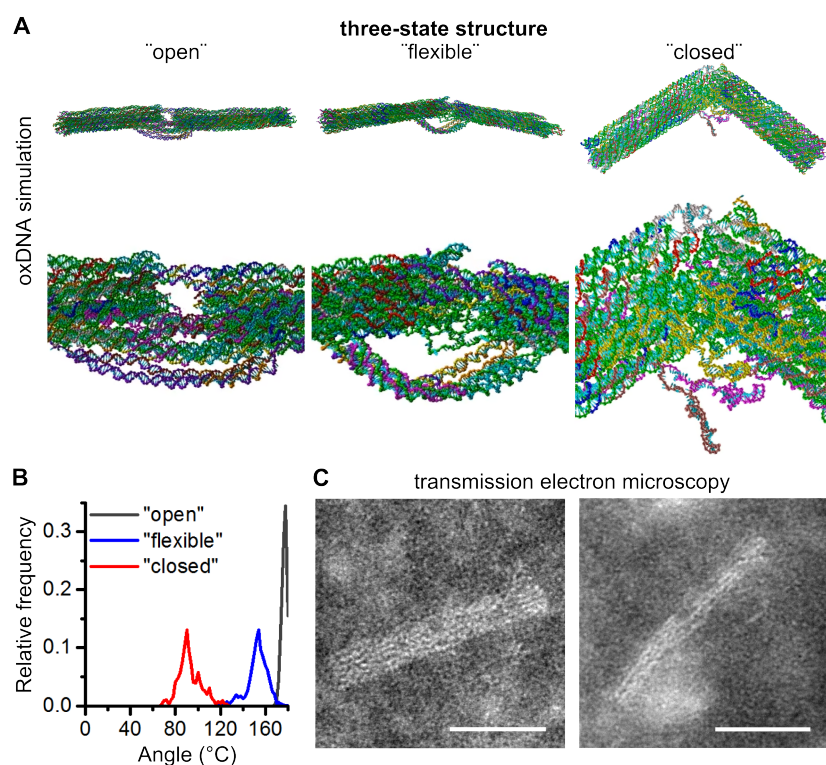 A
three-state structure
¨open¨
¨flexible¨
¨closed¨
oxDNA simulation
B
Relative frequency
0.3
0.2
0.1
0.0
"open"
"flexible"
"closed"
0 40 80 120 160
Angle (°C)
C
transmission electron microscopy